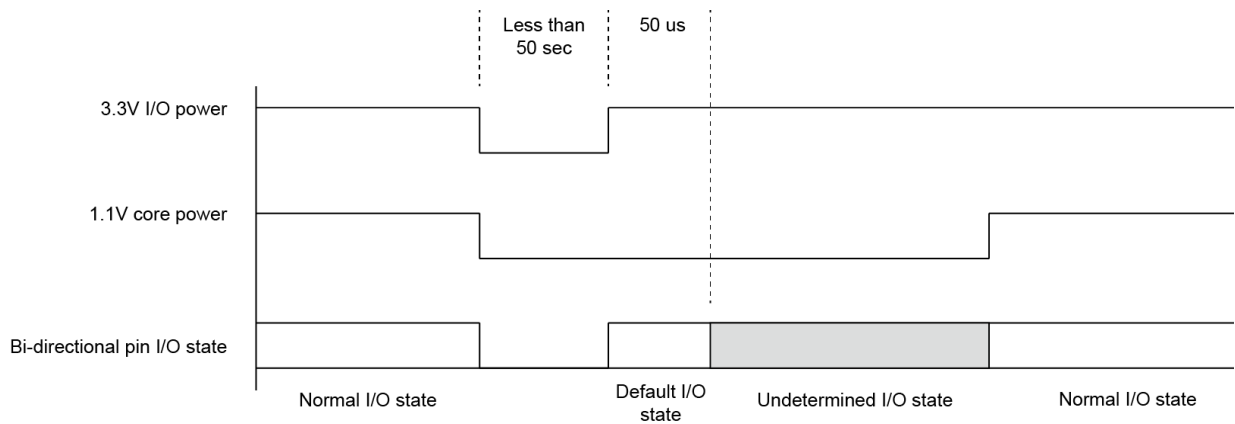 Less than
50 sec
50 us
3.3V I/O power
1.1V core power
Bi-directional pin I/O state
Normal I/O state
Default I/O
state
Undetermined I/O state
Normal I/O state